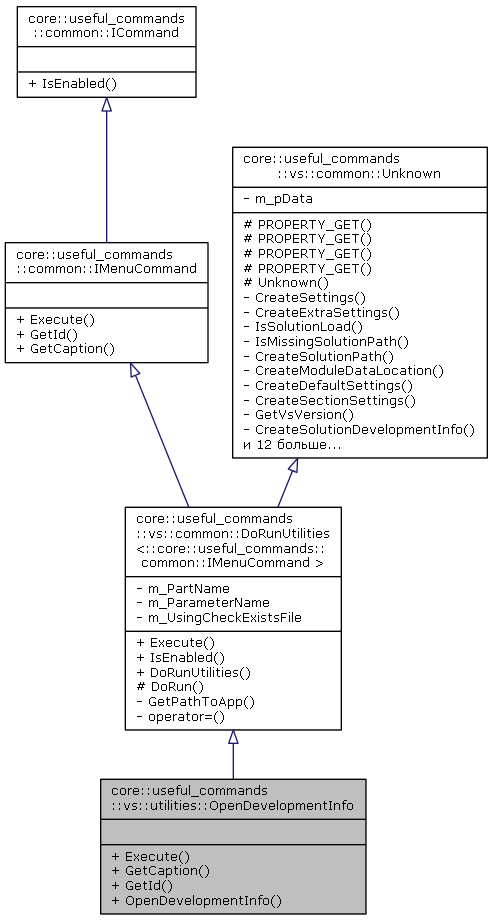 core::useful_commands
::common::ICommand
+ IsEnabled()
core::useful_commands
::vs::common::Unknown
- m_pData
# PROPERTY_GET()
# PROPERTY_GET()
# PROPERTY_GET()
# PROPERTY_GET()
# Unknown()
- CreateSettings()
- CreateExtraSettings()
- IsSolutionLoad()
- IsMissingSolutionPath()
- CreateSolutionPath()
- CreateModuleDataLocation()
- CreateDefaultSettings()
- CreateSectionSettings()
- GetVsVersion()
- CreateSolutionDevelopmentInfo()
и 12 больше...
core::useful_commands
::common::IMenuCommand
+ Execute()
+ GetId()
+ GetCaption()
core::useful_commands
::vs::common::DoRunUtilities
<::core::useful_commands::
common::IMenuCommand >
- m_PartName
- m_ParameterName
- m_UsingCheckExistsFile
+ Execute()
+ IsEnabled()
+ DoRunUtilities()
# DoRun()
- GetPathToApp()
- operator=()
core::useful_commands
::vs::utilities::OpenDevelopmentInfo
+ Execute()
+ GetCaption()
+ GetId()
+ OpenDevelopmentInfo()